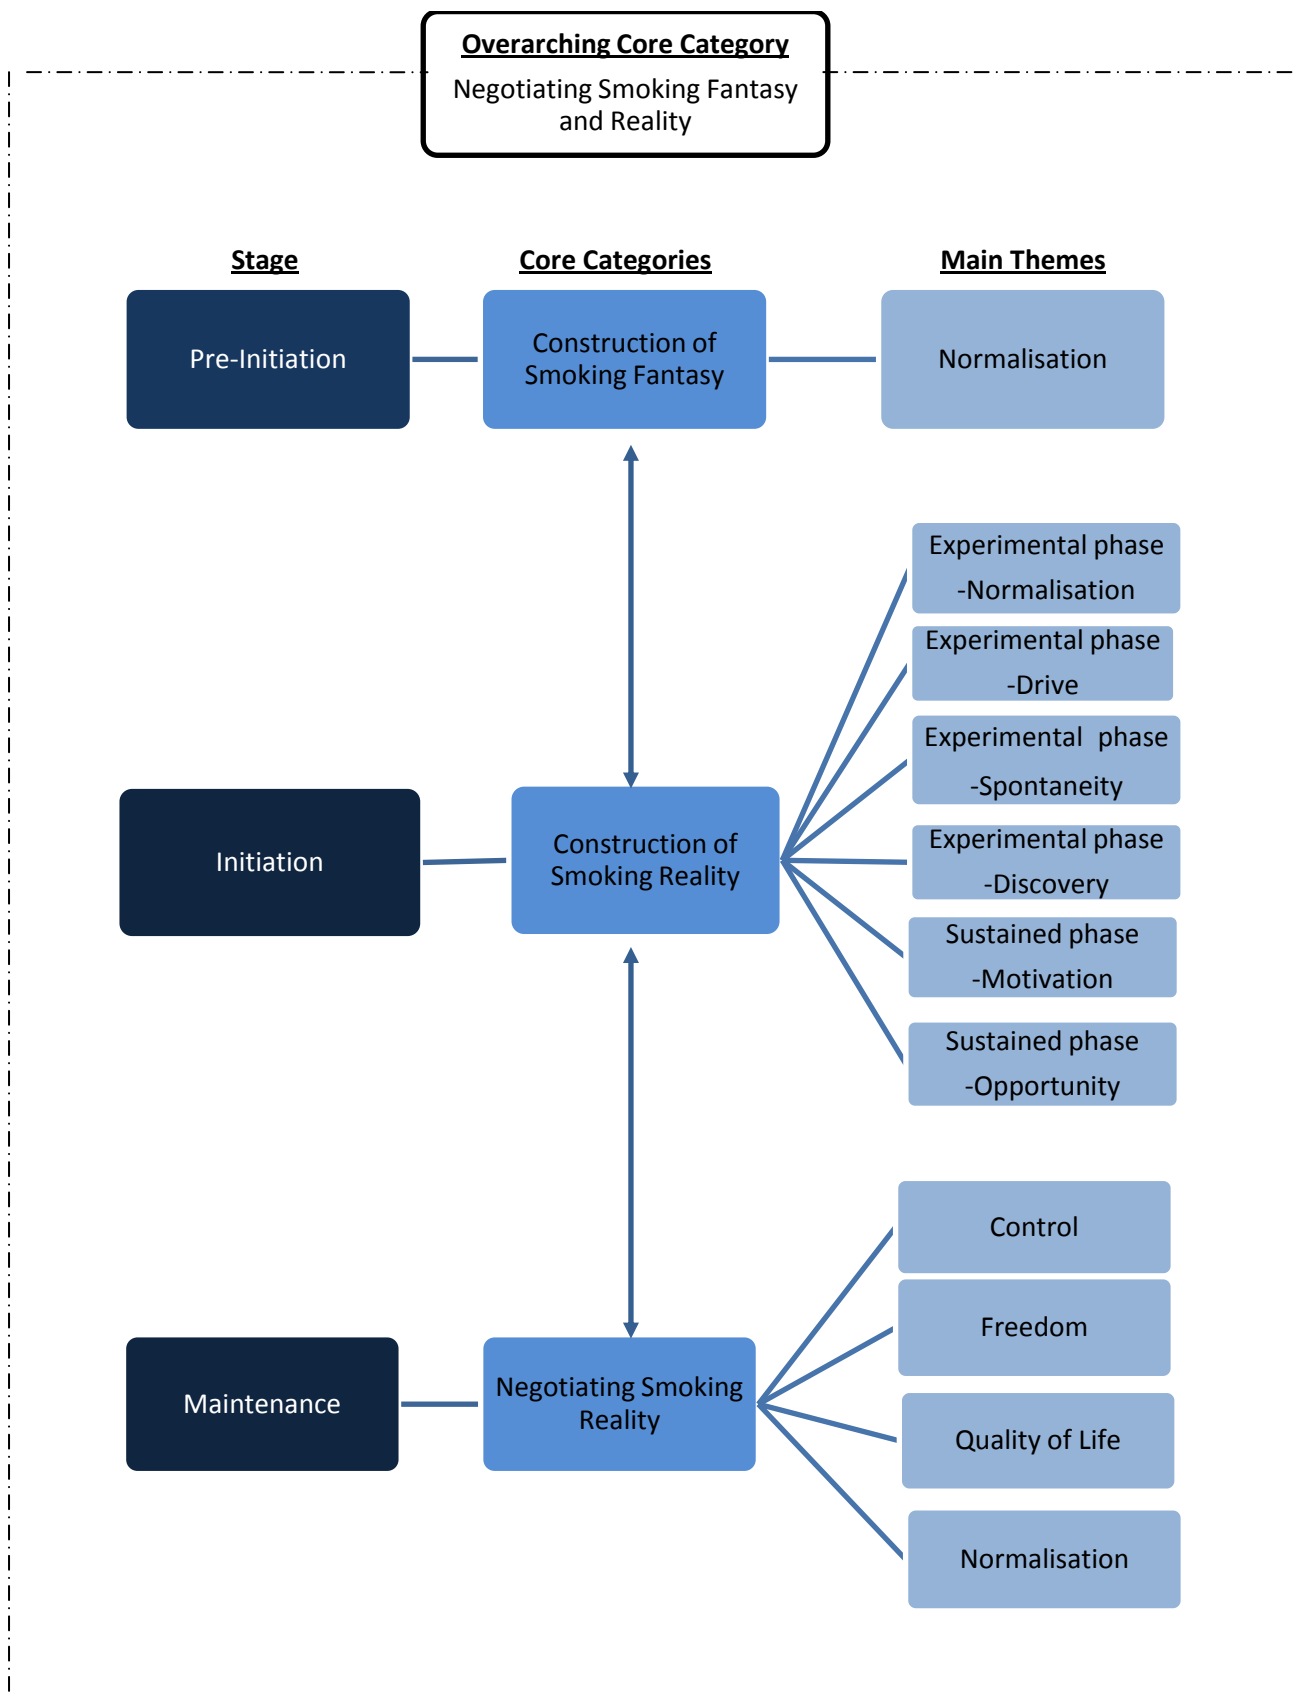 Overarching Core Category
Negotiating Smoking Fantasy
and Reality
Stage
Core Categories
Main Themes
Pre-Initiation
Construction of
Smoking Fantasy
Normalisation
Experimental phase
-Normalisation
Experimental phase
-Drive
Experimental phase
-Spontaneity
Initiation
Construction of
Smoking Reality
Experimental phase
-Discovery
Sustained phase
-Motivation
Sustained phase
-Opportunity
Control
Freedom
Maintenance
Negotiating Smoking
Reality
Quality of Life
Normalisation